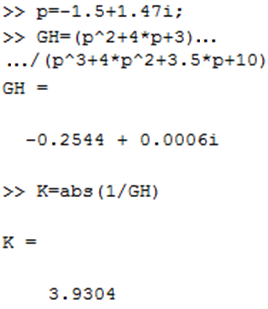 >> p=-1.5+1.47i;
>> GH=(p^2+4*p+3)...
.../(p^3+4*p^2+3.5*p+10)
GH =
-0.2544 + 0.0006i
>> K=abs(1/GH)
K =
3.9304